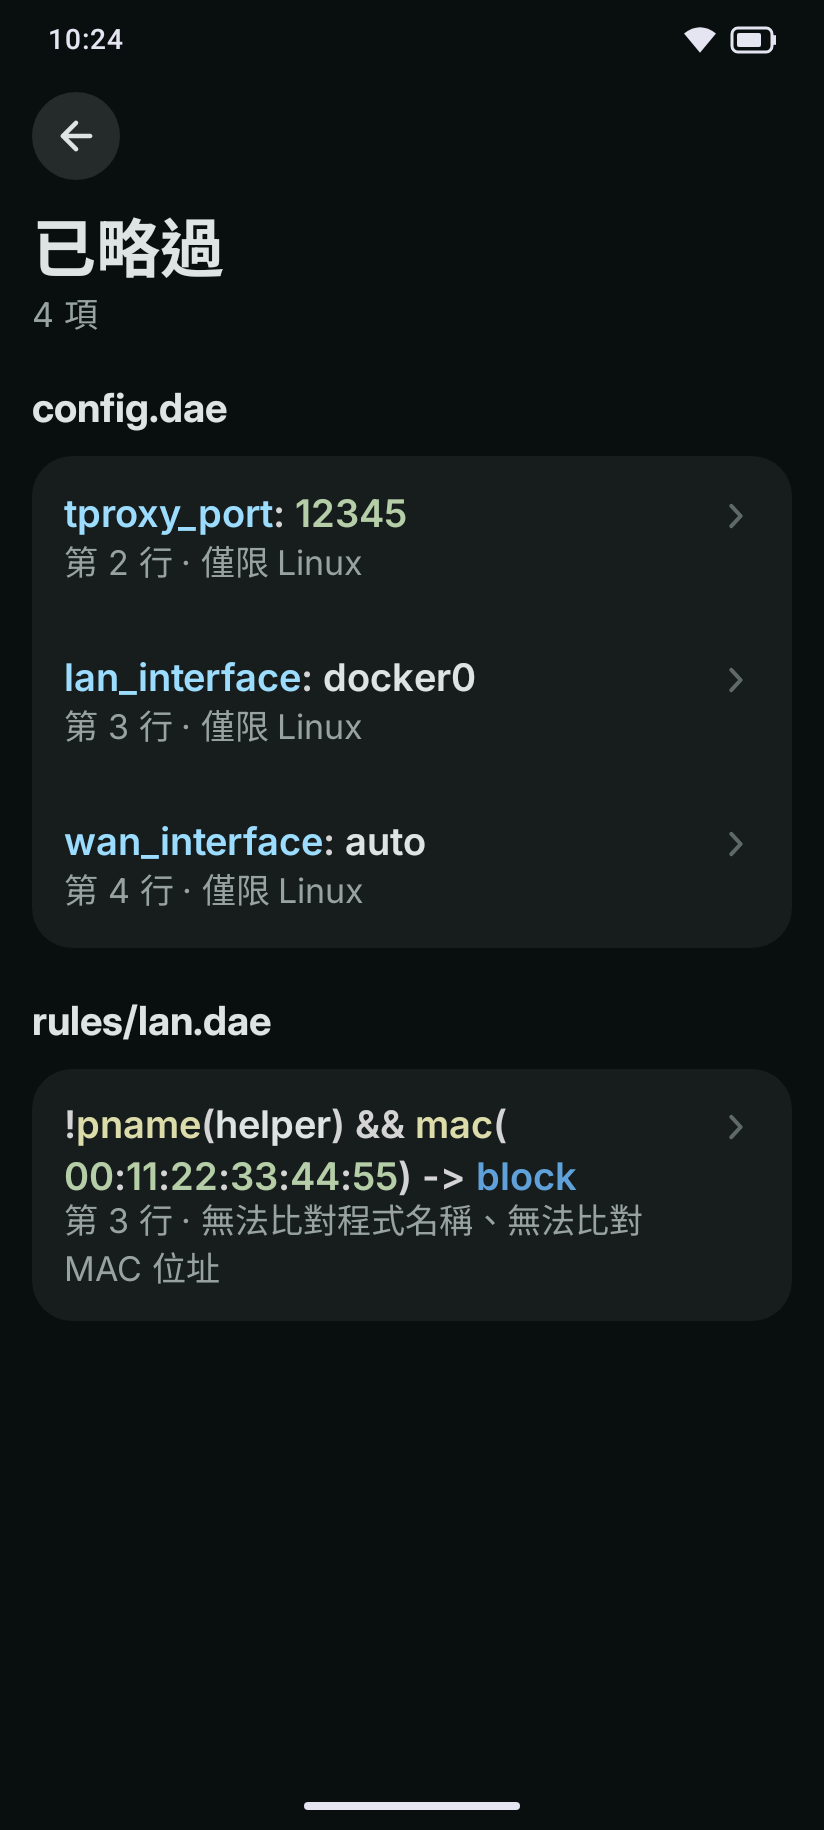 10:24
已略過
4 項
config.dae
tproxy_port: 12345
第 2 行 · 僅限 Linux
lan_interface: docker0
第 3 行 · 僅限 Linux
wan_interface: auto
第 4 行 · 僅限 Linux
rules/lan.dae
!pname(helper) && mac(
00:11:22:33:44:55) -> block
第 3 行 · 無法比對程式名稱、無法比對
MAC 位址